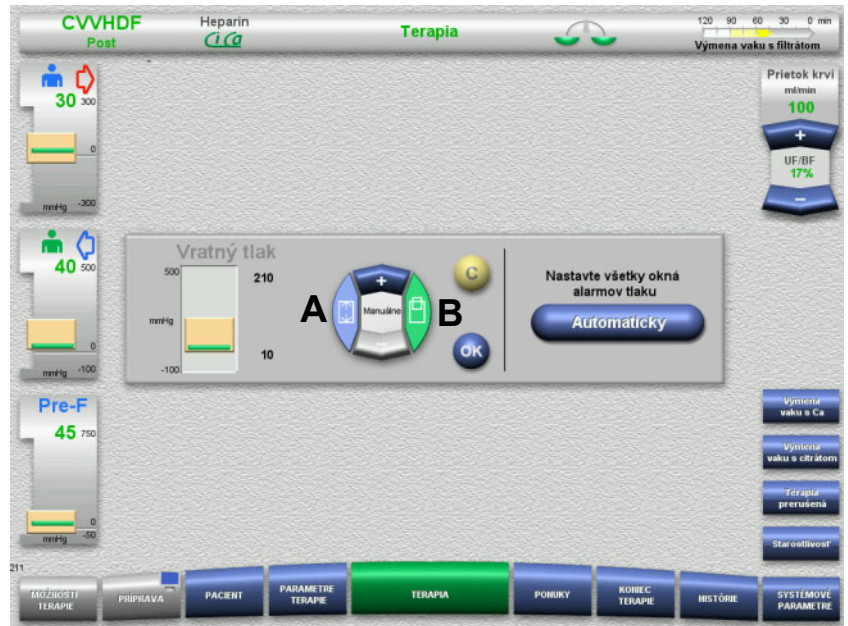 CVVHDF
Post
Heparin
CiCa
Terapia
120 90 60 30 0 min
Výmena vaku s filtrátom
30
300
0
mmHg -300
Prietok krvi
ml/min
100
+
UF/BF
17%
−
40
500
0
mmHg -100
Vratný tlak
500
210
mmHg
10
-100
A
+
Manuálne
−
B
C
OK
Nastavte všetky okná
alarmov tlaku
Automaticky
Pre-F
45
750
0
mmHg -50
Výmena
vaku s Ca
Výmena
vaku s citrátom
Terapia
prerušená
Starostlivosť
211
MOŽNOSTI
TERAPIE
PRÍPRAVA
PACIENT
PARAMETRE
TERAPIE
TERAPIA
PONUKY
KONIEC
TERAPIE
HISTÓRIE
SYSTÉMOVÉ
PARAMETRE